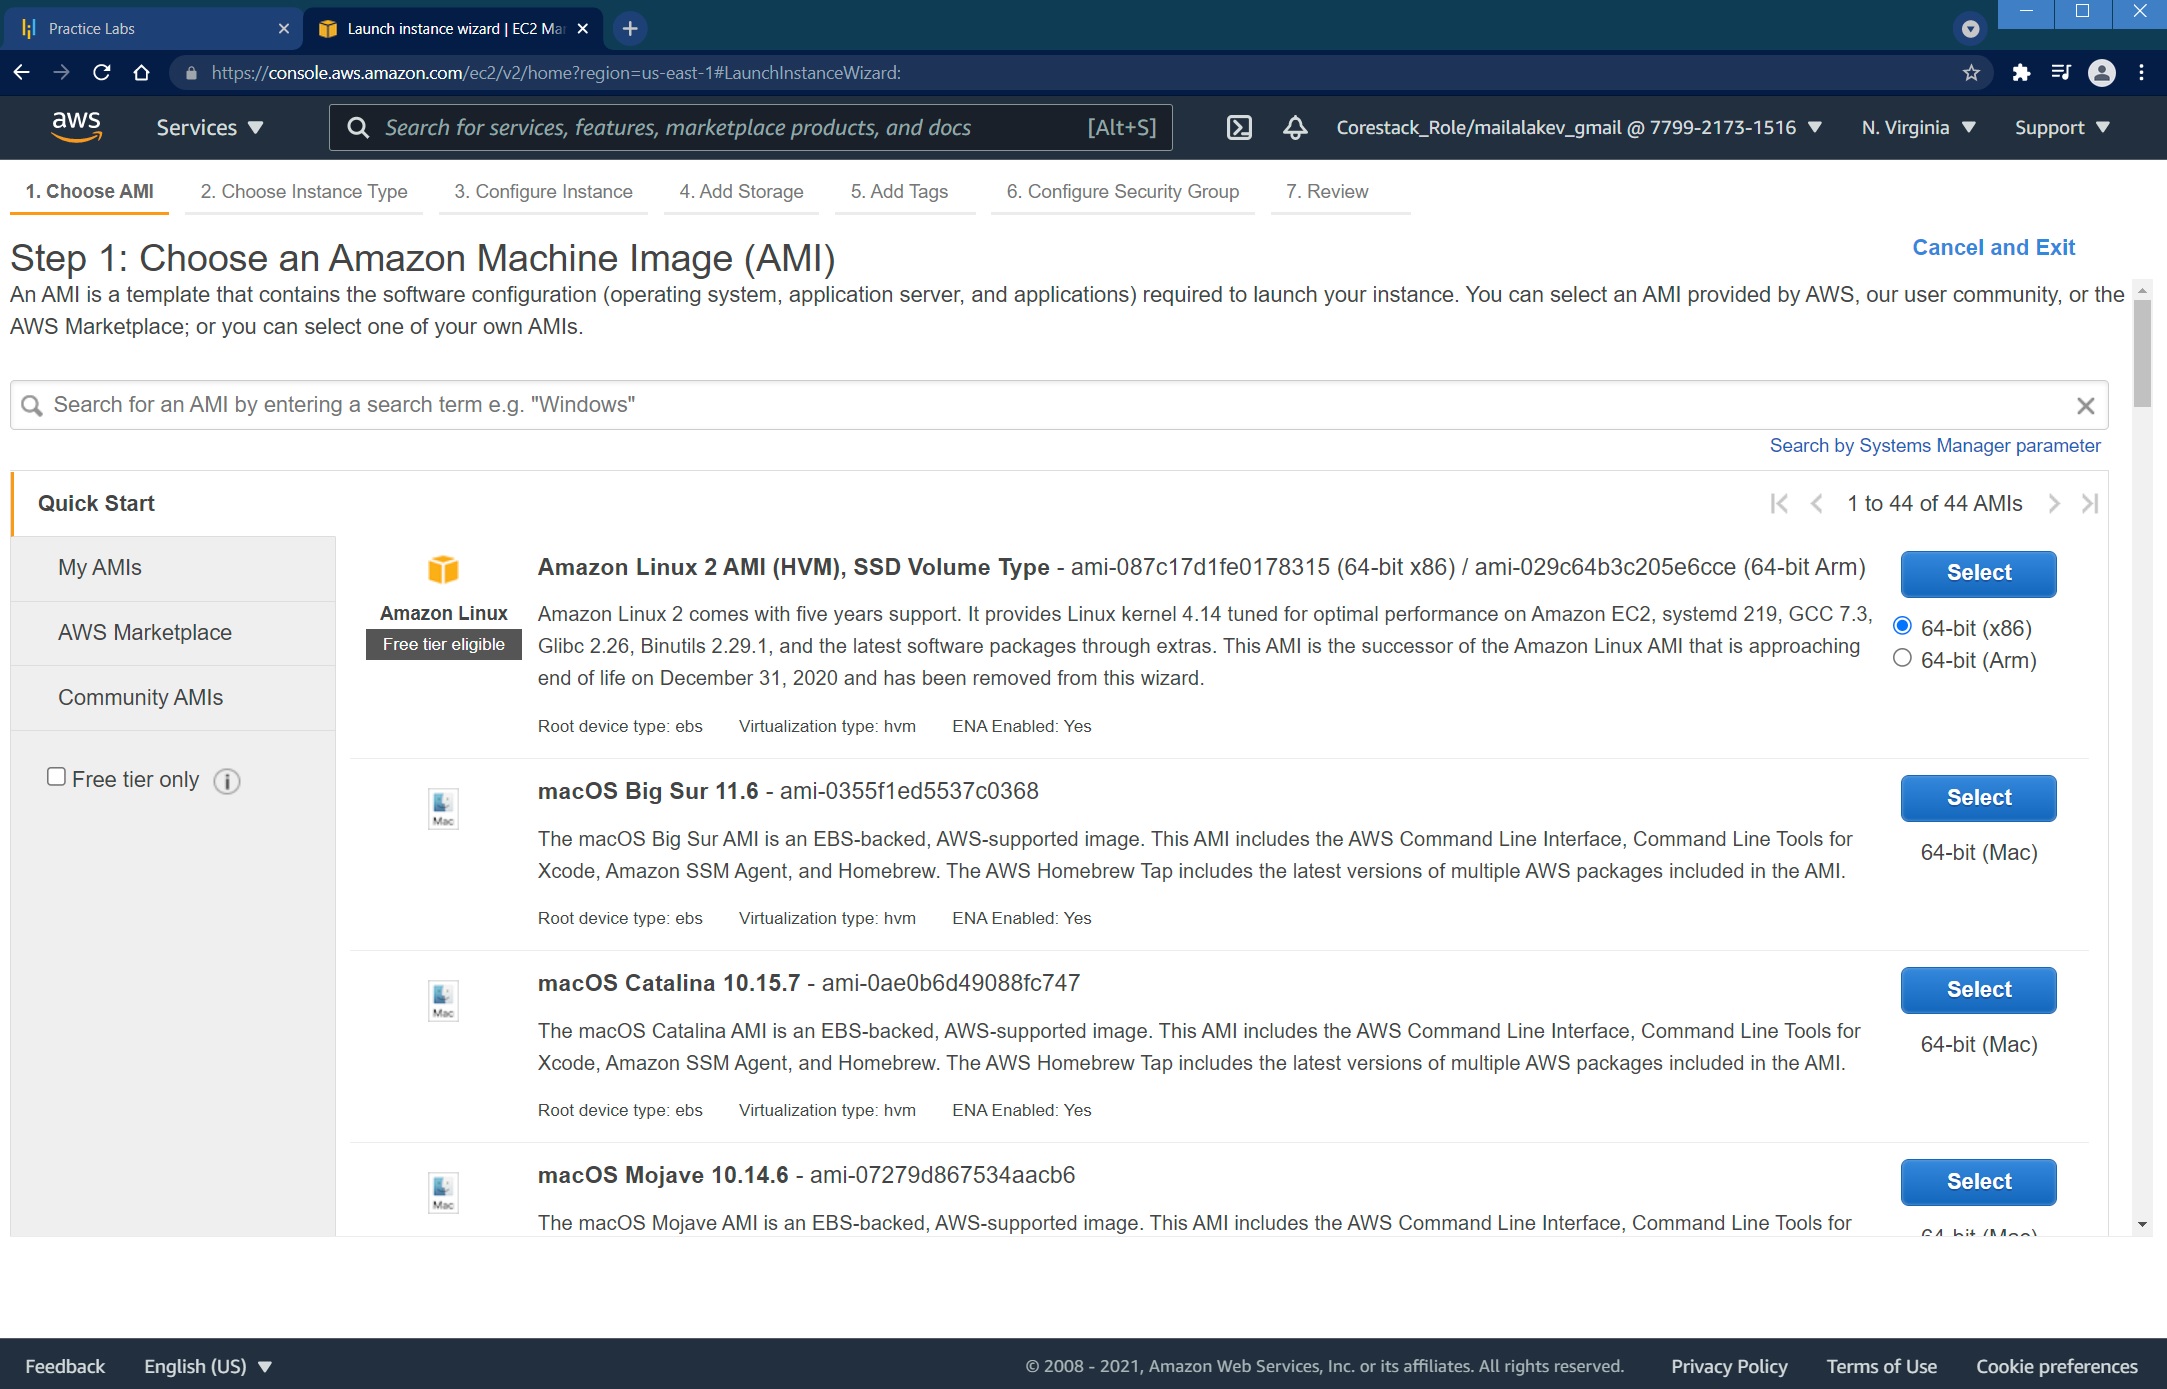 Practice Labs
Launch instance wizard | EC2 Mar
https://console.aws.amazon.com/ec2/v2/home?region=us-east-1#LaunchInstanceWizard:
aws
Services
Search for services, features, marketplace products, and docs
[Alt+S]
Corestack_Role/mailalakev_gmail @ 7799-2173-1516
N. Virginia
Support
1. Choose AMI
2. Choose Instance Type
3. Configure Instance
4. Add Storage
5. Add Tags
6. Configure Security Group
7. Review
Step 1: Choose an Amazon Machine Image (AMI)
Cancel and Exit
An AMI is a template that contains the software configuration (operating system, application server, and applications) required to launch your instance. You can select an AMI provided by AWS, our user community, or the
AWS Marketplace; or you can select one of your own AMIs.
Search for an AMI by entering a search term e.g. "Windows"
Search by Systems Manager parameter
Quick Start
1 to 44 of 44 AMIs
My AMIs
AWS Marketplace
Community AMIs
Free tier only
Amazon Linux
Free tier eligible
Amazon Linux 2 AMI (HVM), SSD Volume Type - ami-087c17d1fe0178315 (64-bit x86) / ami-029c64b3c205e6cce (64-bit Arm)
Amazon Linux 2 comes with five years support. It provides Linux kernel 4.14 tuned for optimal performance on Amazon EC2, systemd 219, GCC 7.3,
Glibc 2.26, Binutils 2.29.1, and the latest software packages through extras. This AMI is the successor of the Amazon Linux AMI that is approaching
end of life on December 31, 2020 and has been removed from this wizard.
Root device type: ebs Virtualization type: hvm ENA Enabled: Yes
Select
64-bit (x86)
64-bit (Arm)
Mac
macOS Big Sur 11.6 - ami-0355f1ed5537c0368
The macOS Big Sur AMI is an EBS-backed, AWS-supported image. This AMI includes the AWS Command Line Interface, Command Line Tools for
Xcode, Amazon SSM Agent, and Homebrew. The AWS Homebrew Tap includes the latest versions of multiple AWS packages included in the AMI.
Root device type: ebs Virtualization type: hvm ENA Enabled: Yes
Select
64-bit (Mac)
Mac
macOS Catalina 10.15.7 - ami-0ae0b6d49088fc747
The macOS Catalina AMI is an EBS-backed, AWS-supported image. This AMI includes the AWS Command Line Interface, Command Line Tools for
Xcode, Amazon SSM Agent, and Homebrew. The AWS Homebrew Tap includes the latest versions of multiple AWS packages included in the AMI.
Root device type: ebs Virtualization type: hvm ENA Enabled: Yes
Select
64-bit (Mac)
Mac
macOS Mojave 10.14.6 - ami-07279d867534aacb6
The macOS Mojave AMI is an EBS-backed, AWS-supported image. This AMI includes the AWS Command Line Interface, Command Line Tools for
Select
64-bit (Mac)
Feedback
English (US)
© 2008 - 2021, Amazon Web Services, Inc. or its affiliates. All rights reserved.
Privacy Policy
Terms of Use
Cookie preferences